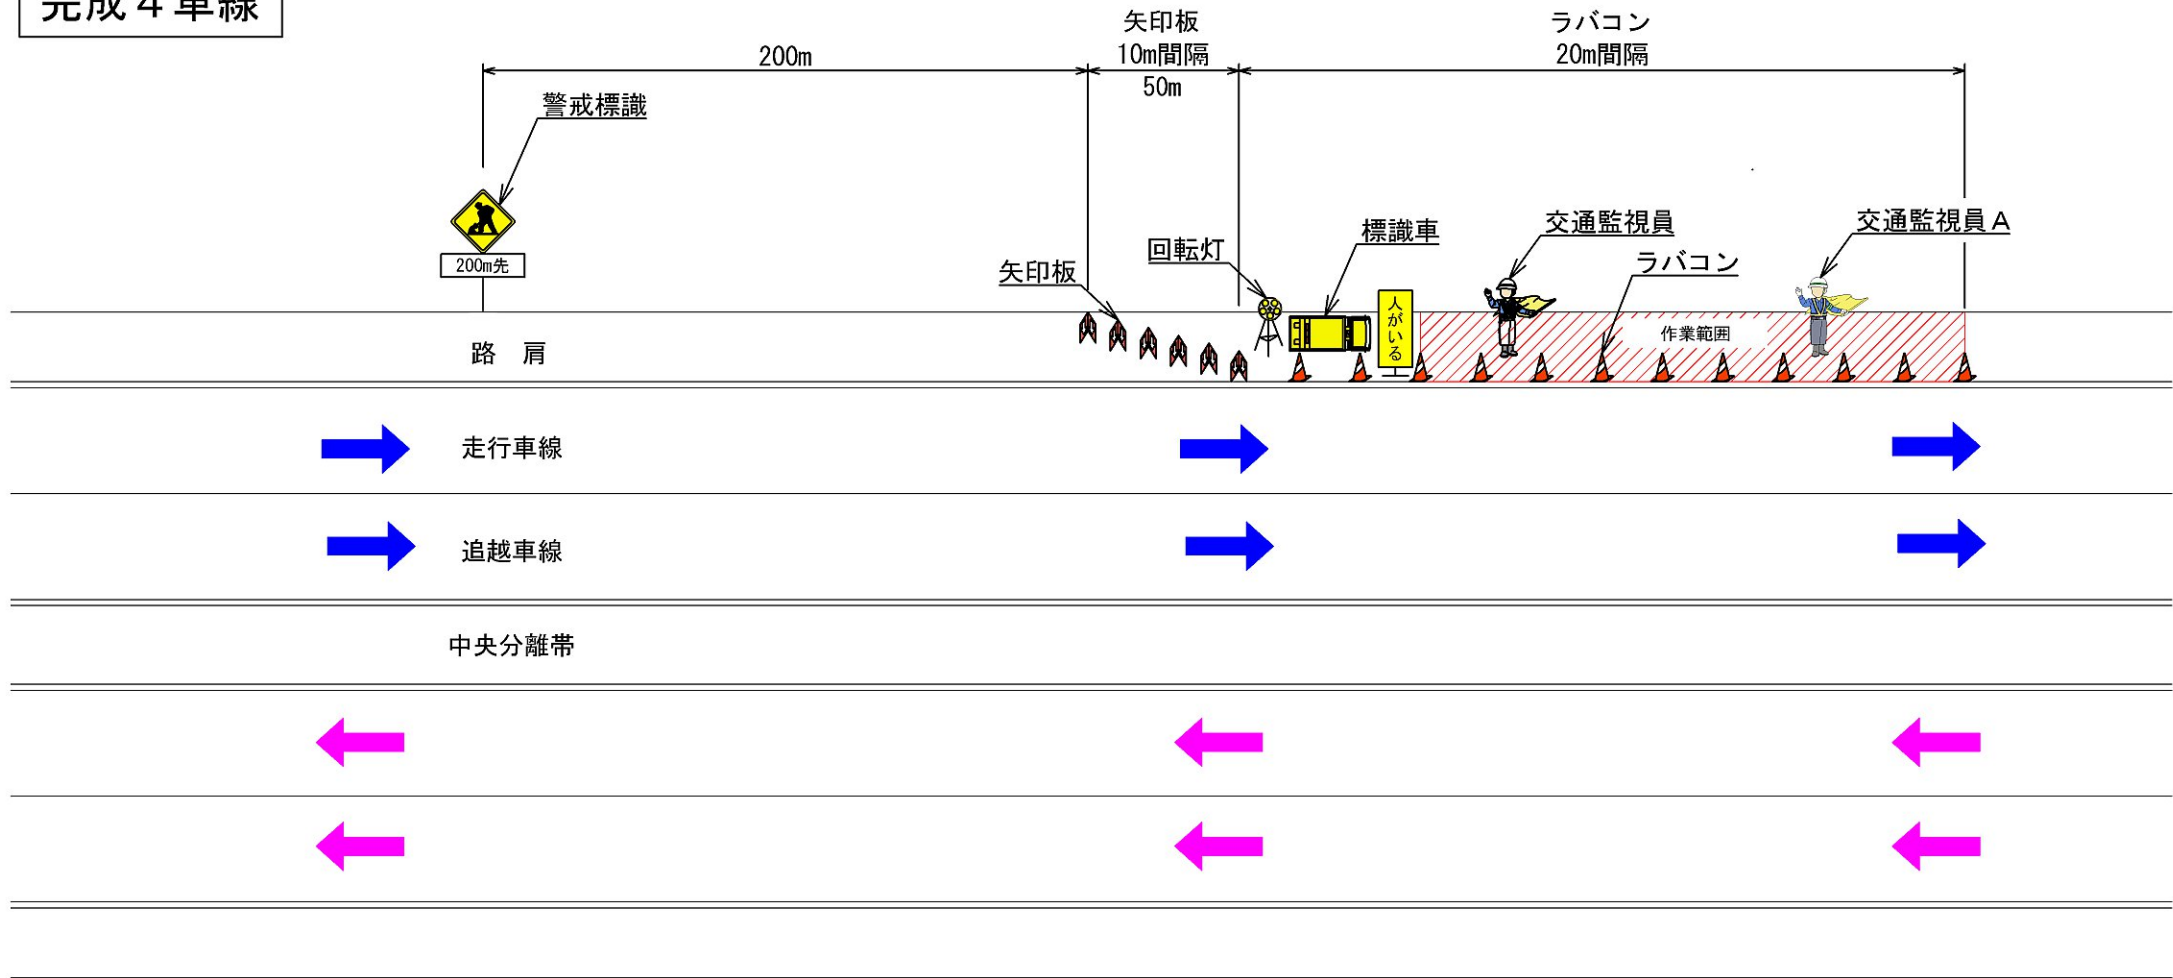 完成４車線
矢印板
10m間隔
50m
200m
ラバコン
20m間隔
警戒標識
200m先
矢印板
回転灯
標識車
人がいる
交通監視員
ラバコン
交通監視員Ａ
作業範囲
路　肩
走行車線
追越車線
中央分離帯